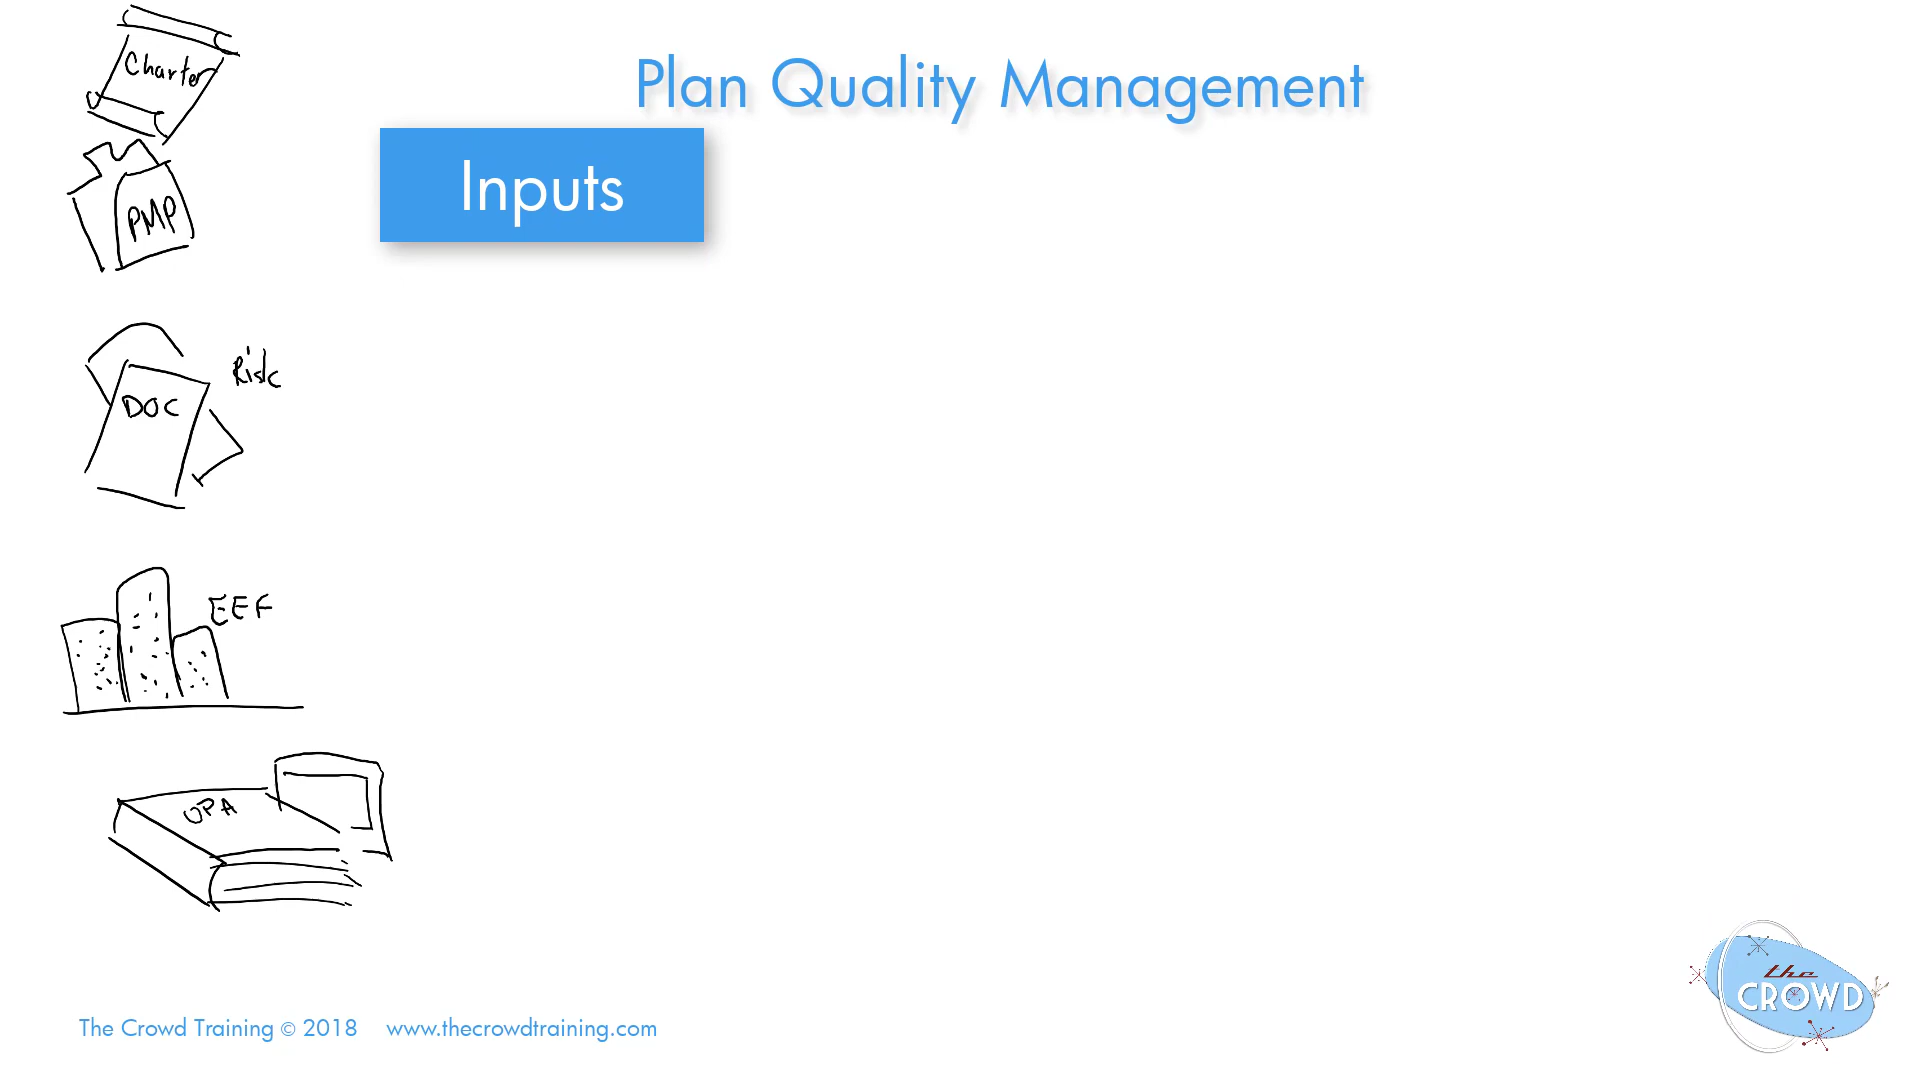 Plan Quality Management
Inputs
Charter
PMP
DOC
Risk
EEF
OPA
The Crowd Training © 2018 www.thecrowdtraining.com
the
CROWD